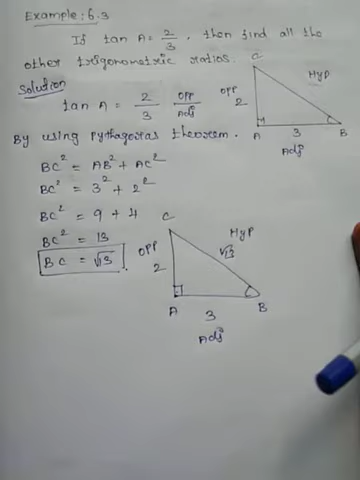 Example: 6.3
If tan A = 2/3, then find all the
other trigonometric ratios.
Solution
tan A = 2/3 opp/Adj
C
Hyp
opp
2
A 3 B
Adj
By using pythagoras theorem.
BC² = AB² + AC²
BC² = 3² + 2²
BC² = 9 + 4
BC² = 13
BC = √13
C
Hyp
opp
√13
2
A 3 B
Adj